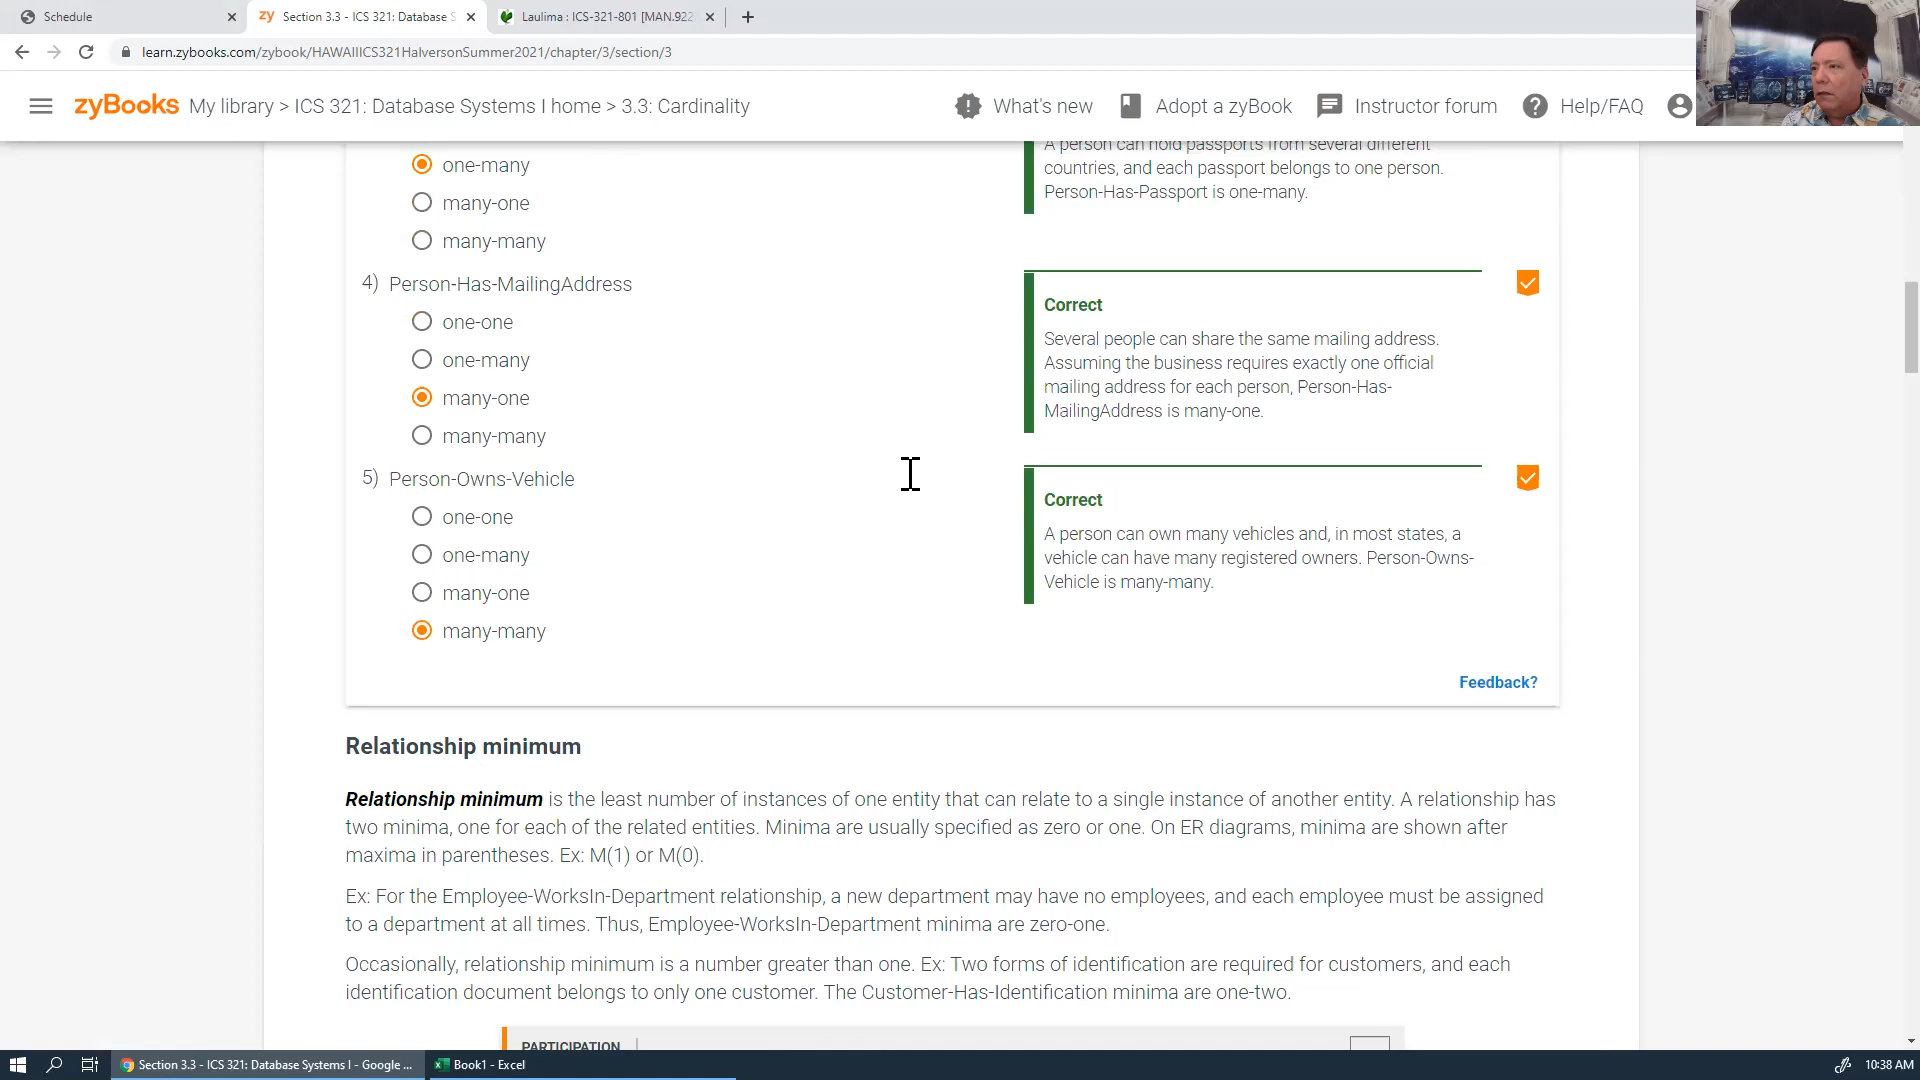 Schedule
zy Section 3.3 - ICS 321: Database S
Laulima : ICS-321-801 [MAN.922
learn.zybooks.com/zybook/HAWAIIICS321HalversonSummer2021/chapter/3/section/3
zyBooks My library > ICS 321: Database Systems I home > 3.3: Cardinality
What's new
Adopt a zyBook
Instructor forum
Help/FAQ
one-many
many-one
many-many
A person can hold passports from several different
countries, and each passport belongs to one person.
Person-Has-Passport is one-many.
4) Person-Has-MailingAddress
one-one
one-many
many-one
many-many
Correct
Several people can share the same mailing address.
Assuming the business requires exactly one official
mailing address for each person, Person-Has-
MailingAddress is many-one.
5) Person-Owns-Vehicle
one-one
one-many
many-one
many-many
Correct
A person can own many vehicles and, in most states, a
vehicle can have many registered owners. Person-Owns-
Vehicle is many-many.
Feedback?
Relationship minimum
Relationship minimum is the least number of instances of one entity that can relate to a single instance of another entity. A relationship has
two minima, one for each of the related entities. Minima are usually specified as zero or one. On ER diagrams, minima are shown after
maxima in parentheses. Ex: M(1) or M(0).
Ex: For the Employee-WorksIn-Department relationship, a new department may have no employees, and each employee must be assigned
to a department at all times. Thus, Employee-WorksIn-Department minima are zero-one.
Occasionally, relationship minimum is a number greater than one. Ex: Two forms of identification are required for customers, and each
identification document belongs to only one customer. The Customer-Has-Identification minima are one-two.
PARTICIPATION
Section 3.3 - ICS 321: Database Systems I - Google ...
Book1 - Excel
10:38 AM